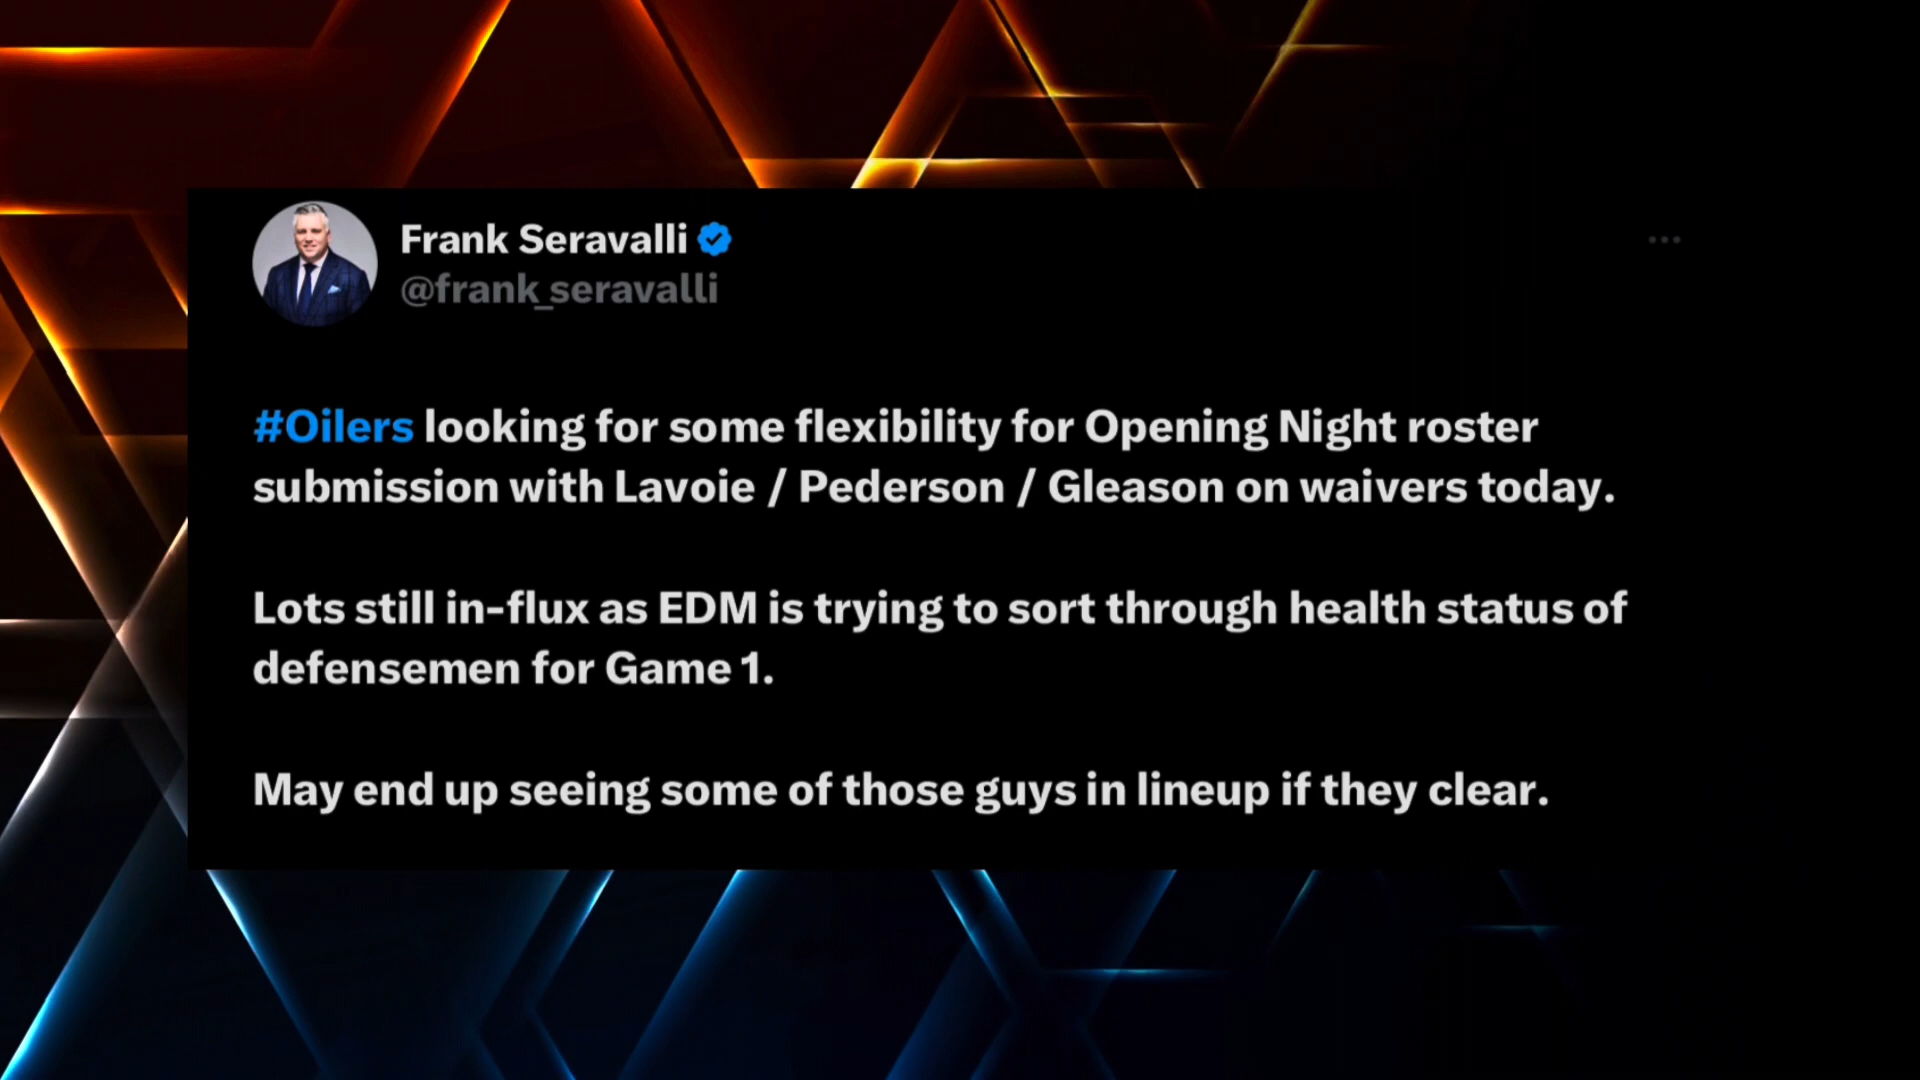 Frank Seravalli
@frank_seravalli
#Oilers looking for some flexibility for Opening Night roster
submission with Lavoie / Pederson / Gleason on waivers today.
Lots still in-flux as EDM is trying to sort through health status of
defensemen for Game 1.
May end up seeing some of those guys in lineup if they clear.